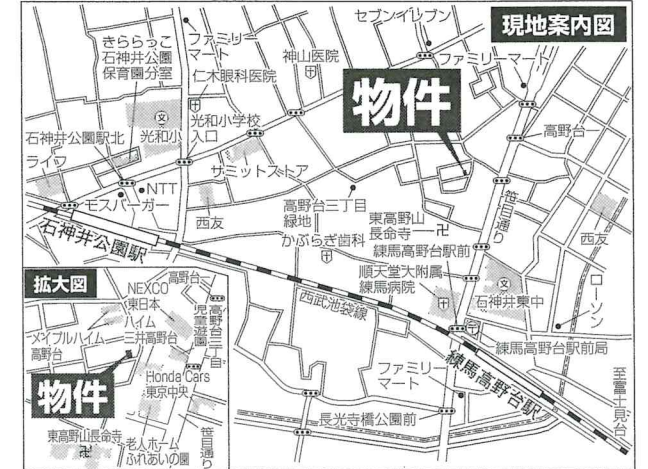 現地案内図
セブンイレブン
ファミリーマート
きららっこ
石神井公園
保育園分室
ファミリー
マート
神山医院
仁木眼科医院
物件
光和小学校
入口
光和小
石神井公園駅北
ライフ
サミットストア
高野台一
NTT
モスバーガー
西友
高野台三丁目
緑地
かぶらぎ歯科
東高野山
長命寺
練馬高野台駅前
笹目通り
西友
石神井公園駅
順天堂大附属
練馬病院
石神井東中
ローソン
西武池袋線
練馬高野台駅前局
練馬高野台駅
ファミリー
マート
至富士見台
長光寺橋公園前
拡大図
高野台一
NEXCO
東日本
ハイム
三井高野台
メイプルハイム
高野台
高野台三丁目
児童遊園
物件
Honda Cars
東京中央
東高野山長命寺
老人ホーム
ふれあいの園
笹目通り